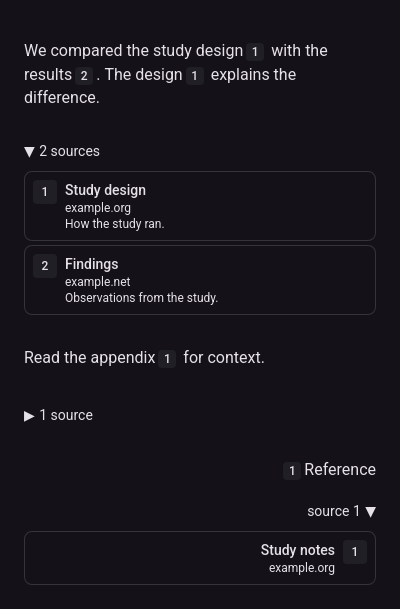 We compared the study design 1 with the
results 2 . The design 1 explains the
difference.
▼ 2 sources
1 Study design
example.org
How the study ran.
2 Findings
example.net
Observations from the study.
Read the appendix 1 for context.
▶ 1 source
1 Reference
source 1 ▼
Study notes 1
example.org